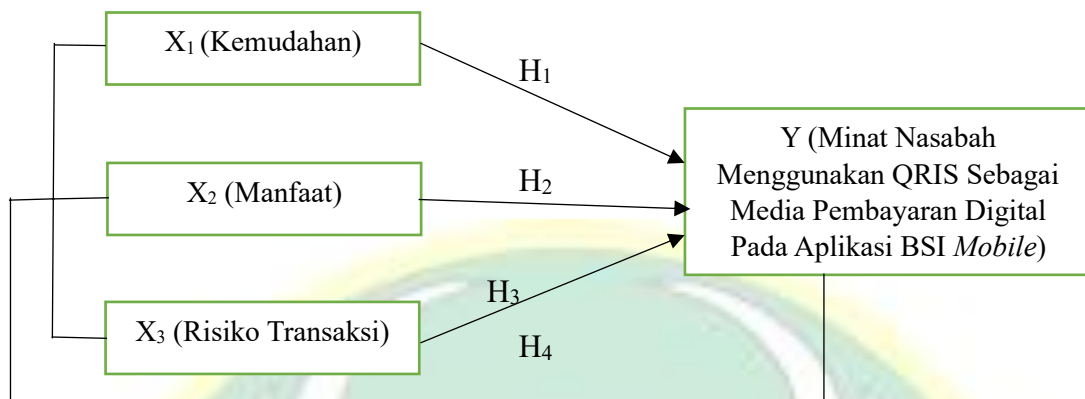 X₁ (Kemudahan)
H₁
Y (Minat Nasabah
Menggunakan QRIS Sebagai
Media Pembayaran Digital
Pada Aplikasi BSI Mobile)
X₂ (Manfaat)
H₂
X₃ (Risiko Transaksi)
H₃
H₄